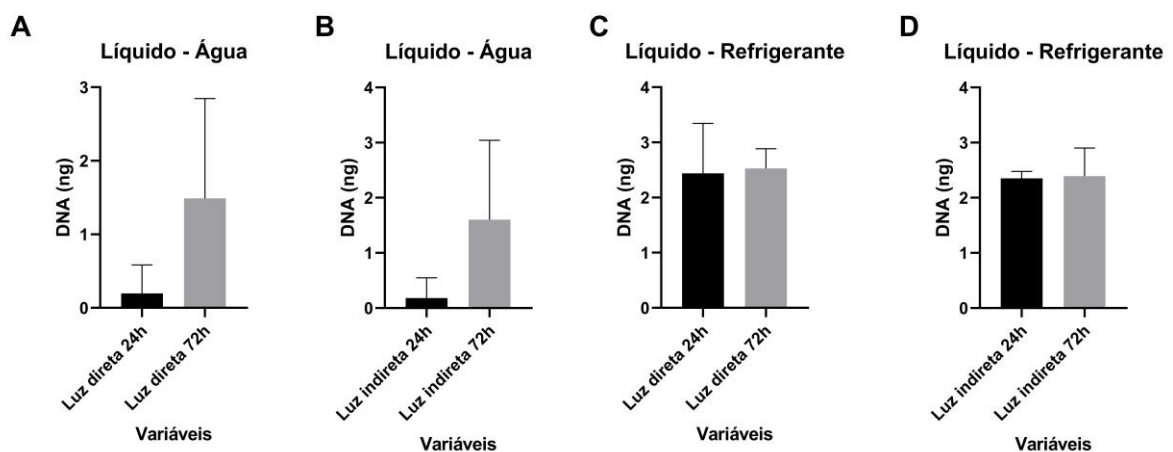 A
Líquido - Água
DNA (ng)
3
2
1
0
Luz direta 24h
Luz direta 72h
Variáveis
B
Líquido - Água
DNA (ng)
4
3
2
1
0
Luz indireta 24h
Luz indireta 72h
Variáveis
C
Líquido - Refrigerante
DNA (ng)
4
3
2
1
0
Luz direta 24h
Luz direta 72h
Variáveis
D
Líquido - Refrigerante
DNA (ng)
4
3
2
1
0
Luz indireta 24h
Luz indireta 72h
Variáveis